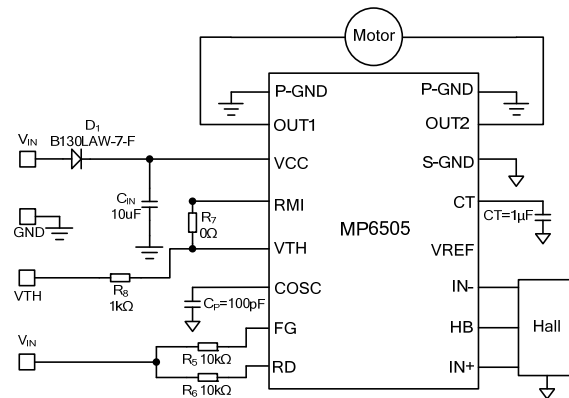 Motor
P-GND
P-GND
D1
VIN
B130LAW-7-F
OUT1
OUT2
VCC
S-GND
CIN
10uF
RMI
CT
CT=1µF
R7
0Ω
MP6505
GND
VTH
VREF
VTH
R8
1kΩ
COSC
IN-
CP=100pF
VIN
FG
HB
Hall
R5 10kΩ
RD
IN+
R6 10kΩ